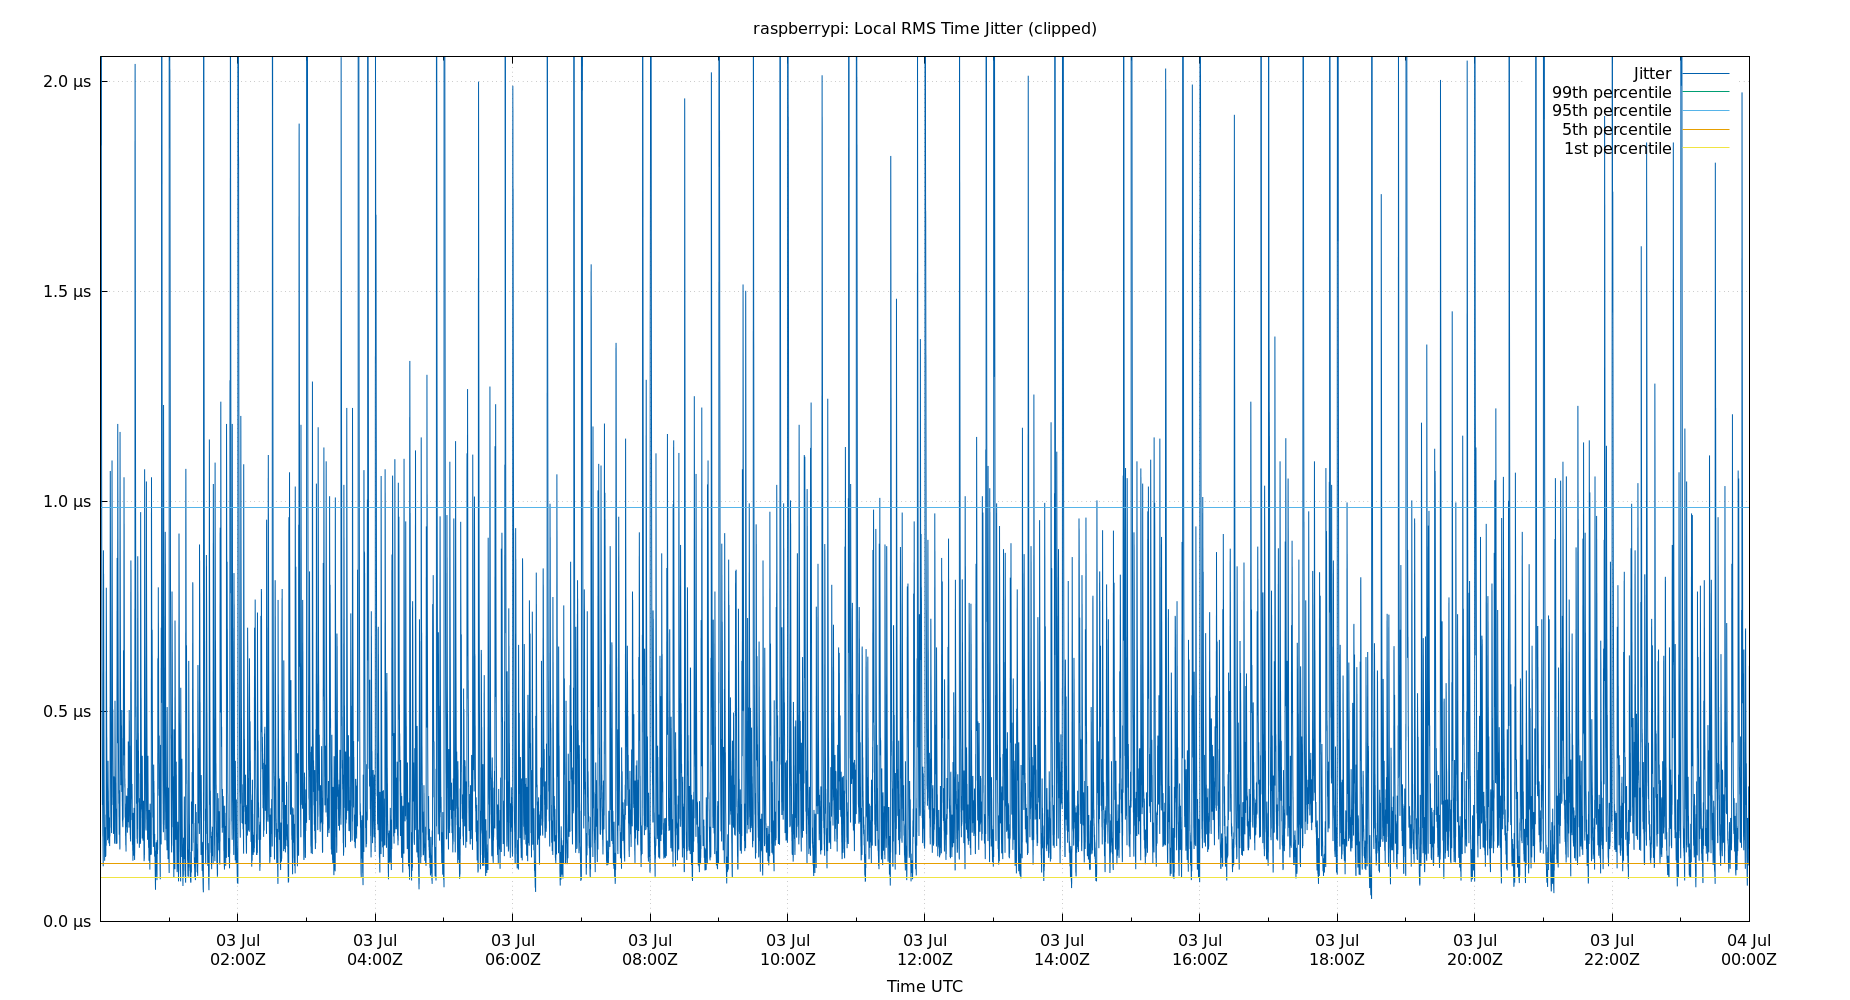 raspberrypi: Local RMS Time Jitter (clipped)
Jitter
99th percentile
95th percentile
5th percentile
1st percentile
2.0 µs
1.5 µs
1.0 µs
0.5 µs
0.0 µs
03 Jul 03 Jul 03 Jul 03 Jul 03 Jul 03 Jul 03 Jul 03 Jul 03 Jul 03 Jul 03 Jul 04 Jul
02:00Z 04:00Z 06:00Z 08:00Z 10:00Z 12:00Z 14:00Z 16:00Z 18:00Z 20:00Z 22:00Z 00:00Z
Time UTC